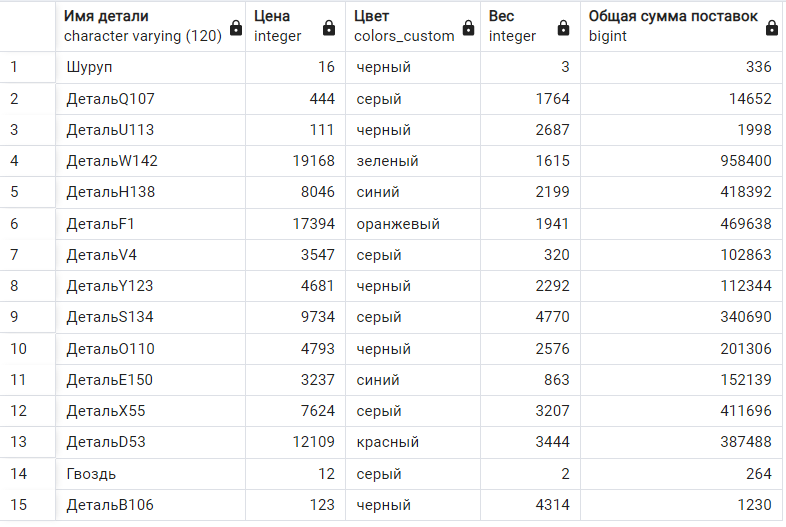 Имя детали Цена Цвет Вес Общая сумма поставок
character varying (120) integer colors_custom integer bigint
1 Шуруп 16 черный 3 336
2 ДетальQ107 444 серый 1764 14652
3 ДетальU113 111 черный 2687 1998
4 ДетальW142 19168 зеленый 1615 958400
5 ДетальH138 8046 синий 2199 418392
6 ДетальF1 17394 оранжевый 1941 469638
7 ДетальV4 3547 серый 320 102863
8 ДетальY123 4681 черный 2292 112344
9 ДетальS134 9734 серый 4770 340690
10 ДетальO110 4793 черный 2576 201306
11 ДетальE150 3237 синий 863 152139
12 ДетальX55 7624 серый 3207 411696
13 ДетальD53 12109 красный 3444 387488
14 Гвоздь 12 серый 2 264
15 ДетальB106 123 черный 4314 1230